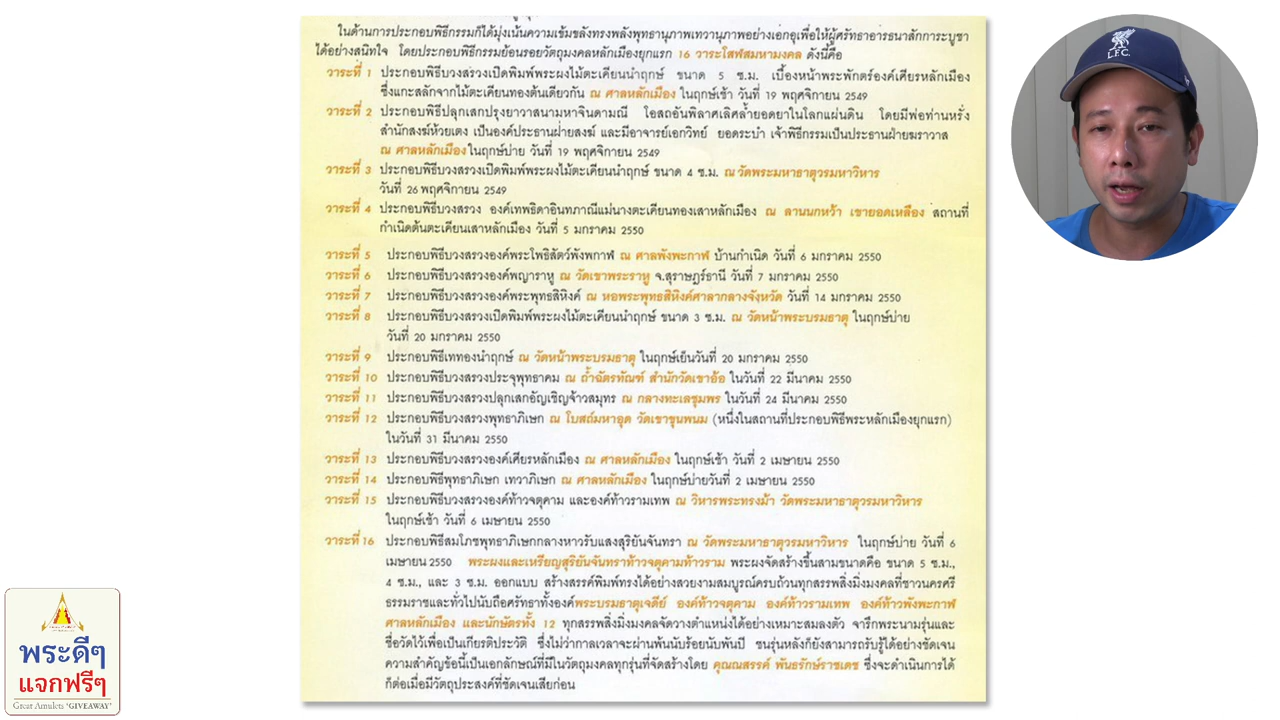 ในด้านการประกอบพิธีกรรมก็ได้มุ่งเน้นความเข้มขลังทรงพลังพุทธานุภาพเทวานุภาพอย่างเอกอุเพื่อให้ผู้ศรัทธาอาราธนาสักการะบูชา
ได้อย่างสนิทใจ โดยประกอบพิธีกรรมย้อนรอยวัตถุมงคลหลักเมืองยุคแรก 16 วาระโสฬสมหามงคล ดังนี้คือ
วาระที่ 1 ประกอบพิธีบวงสรวงเปิดพิมพ์พระผงไม้ตะเคียนนำฤกษ์ ขนาด 5 ซ.ม. เบื้องหน้าพระพักตร์องค์เศียรหลักเมือง
ซึ่งแกะสลักจากไม้ตะเคียนทองต้นเดียวกัน ณ ศาลหลักเมือง ในฤกษ์เช้า วันที่ 19 พฤศจิกายน 2549
วาระที่ 2 ประกอบพิธีปลุกเสกปรุงยาวาสนามหาจินดามณี โอสถอันพิลาศเลิศล้ำยอดยาในโลกแผ่นดิน โดยมีพ่อท่านหรั่ง
สำนักสงฆ์ห้วยเตง เป็นองค์ประธานฝ่ายสงฆ์ และมีอาจารย์เอกวิทย์ ยอดระบำ เจ้าพิธีกรรมเป็นประธานฝ่ายฆราวาส
ณ ศาลหลักเมือง ในฤกษ์บ่าย วันที่ 19 พฤศจิกายน 2549
วาระที่ 3 ประกอบพิธีบวงสรวงเปิดพิมพ์พระผงไม้ตะเคียนนำฤกษ์ ขนาด 4 ซ.ม. ณ วัดพระมหาธาตุวรมหาวิหาร
วันที่ 26 พฤศจิกายน 2549
วาระที่ 4 ประกอบพิธีบวงสรวง องค์เทพธิดาอินทภาณีแม่นางตะเคียนทองเสาหลักเมือง ณ ลานนกหว้า เขายอดเหลือง สถานที่
กำเนิดต้นตะเคียนเสาหลักเมือง วันที่ 5 มกราคม 2550
วาระที่ 5 ประกอบพิธีบวงสรวงองค์พระโพธิสัตว์พังพกาฬ ณ ศาลพังพะกาฬ บ้านกำเนิด วันที่ 6 มกราคม 2550
วาระที่ 6 ประกอบพิธีบวงสรวงองค์พญาราหู ณ วัดเขาพระราหู จ.สุราษฎร์ธานี วันที่ 7 มกราคม 2550
วาระที่ 7 ประกอบพิธีบวงสรวงองค์พระพุทธสิหิงค์ ณ หอพระพุทธสิหิงค์ศาลากลางจังหวัด วันที่ 14 มกราคม 2550
วาระที่ 8 ประกอบพิธีบวงสรวงเปิดพิมพ์พระผงไม้ตะเคียนนำฤกษ์ ขนาด 3 ซ.ม. ณ วัดหน้าพระบรมธาตุ ในฤกษ์บ่าย
วันที่ 20 มกราคม 2550
วาระที่ 9 ประกอบพิธีเททองนำฤกษ์ ณ วัดหน้าพระบรมธาตุ ในฤกษ์เย็นวันที่ 20 มกราคม 2550
วาระที่ 10 ประกอบพิธีบวงสรวงประจุพุทธาคม ณ ถ้ำฉัตรทัณฑ์ สำนักวัดเขาอ้อ ในวันที่ 22 มีนาคม 2550
วาระที่ 11 ประกอบพิธีบวงสรวงปลุกเสกอัญเชิญจ้าวสมุทร ณ กลางทะเลชุมพร ในวันที่ 24 มีนาคม 2550
วาระที่ 12 ประกอบพิธีบวงสรวงพุทธาภิเษก ณ โบสถ์มหาอุด วัดเขาขุนพนม (หนึ่งในสถานที่ประกอบพิธีพระหลักเมืองยุคแรก)
ในวันที่ 31 มีนาคม 2550
วาระที่ 13 ประกอบพิธีบวงสรวงองค์เศียรหลักเมือง ณ ศาลหลักเมือง ในฤกษ์เช้า วันที่ 2 เมษายน 2550
วาระที่ 14 ประกอบพิธีพุทธาภิเษก เทวาภิเษก ณ ศาลหลักเมือง ในฤกษ์บ่ายวันที่ 2 เมษายน 2550
วาระที่ 15 ประกอบพิธีบวงสรวงองค์ท้าวจตุคาม และองค์ท้าวรามเทพ ณ วิหารพระทรงม้า วัดพระมหาธาตุวรมหาวิหาร
ในฤกษ์เช้า วันที่ 6 เมษายน 2550
วาระที่ 16 ประกอบพิธีสมโภชพุทธาภิเษกกลางหาวรับแสงสุริยันจันทรา ณ วัดพระมหาธาตุวรมหาวิหาร ในฤกษ์บ่าย วันที่ 6
เมษายน 2550 พระผงและเหรียญสุริยันจันทราท้าวจตุคามท้าวราม พระผงจัดสร้างขึ้นสามขนาดคือ ขนาด 5 ซ.ม.,
4 ซ.ม., และ 3 ซ.ม. ออกแบบ สร้างสรรค์พิมพ์ทรงได้อย่างสวยงามสมบูรณ์ครบถ้วนทุกสรรพสิ่งมิ่งมงคลที่ชาวนครศรี
ธรรมราชและทั่วไปนับถือศรัทธาทั้งองค์พระบรมธาตุเจดีย์ องค์ท้าวจตุคาม องค์ท้าวรามเทพ องค์ท้าวพังพะกาฬ
ศาลหลักเมือง และนักษัตรทั้ง 12 ทุกสรรพสิ่งมิ่งมงคลจัดวางตำแหน่งได้อย่างเหมาะสมลงตัว จารึกพระนามรุ่นและ
ชื่อวัดไว้เพื่อเป็นเกียรติประวัติ ซึ่งไม่ว่ากาลเวลาจะผ่านพ้นนับร้อยนับพันปี ชนรุ่นหลังก็ยังสามารถรับรู้ได้อย่างชัดเจน
ความสำคัญข้อนี้เป็นเอกลักษณ์ที่มีในวัตถุมงคลทุกรุ่นที่จัดสร้างโดย คุณณสรรค์ พันธรักษ์ราชเดช ซึ่งจะดำเนินการได้
ก็ต่อเมื่อมีวัตถุประสงค์ที่ชัดเจนเสียก่อน
L.F.C.
พระดีๆ
แจกฟรีๆ
Great Amulets 'GIVEAWAY'